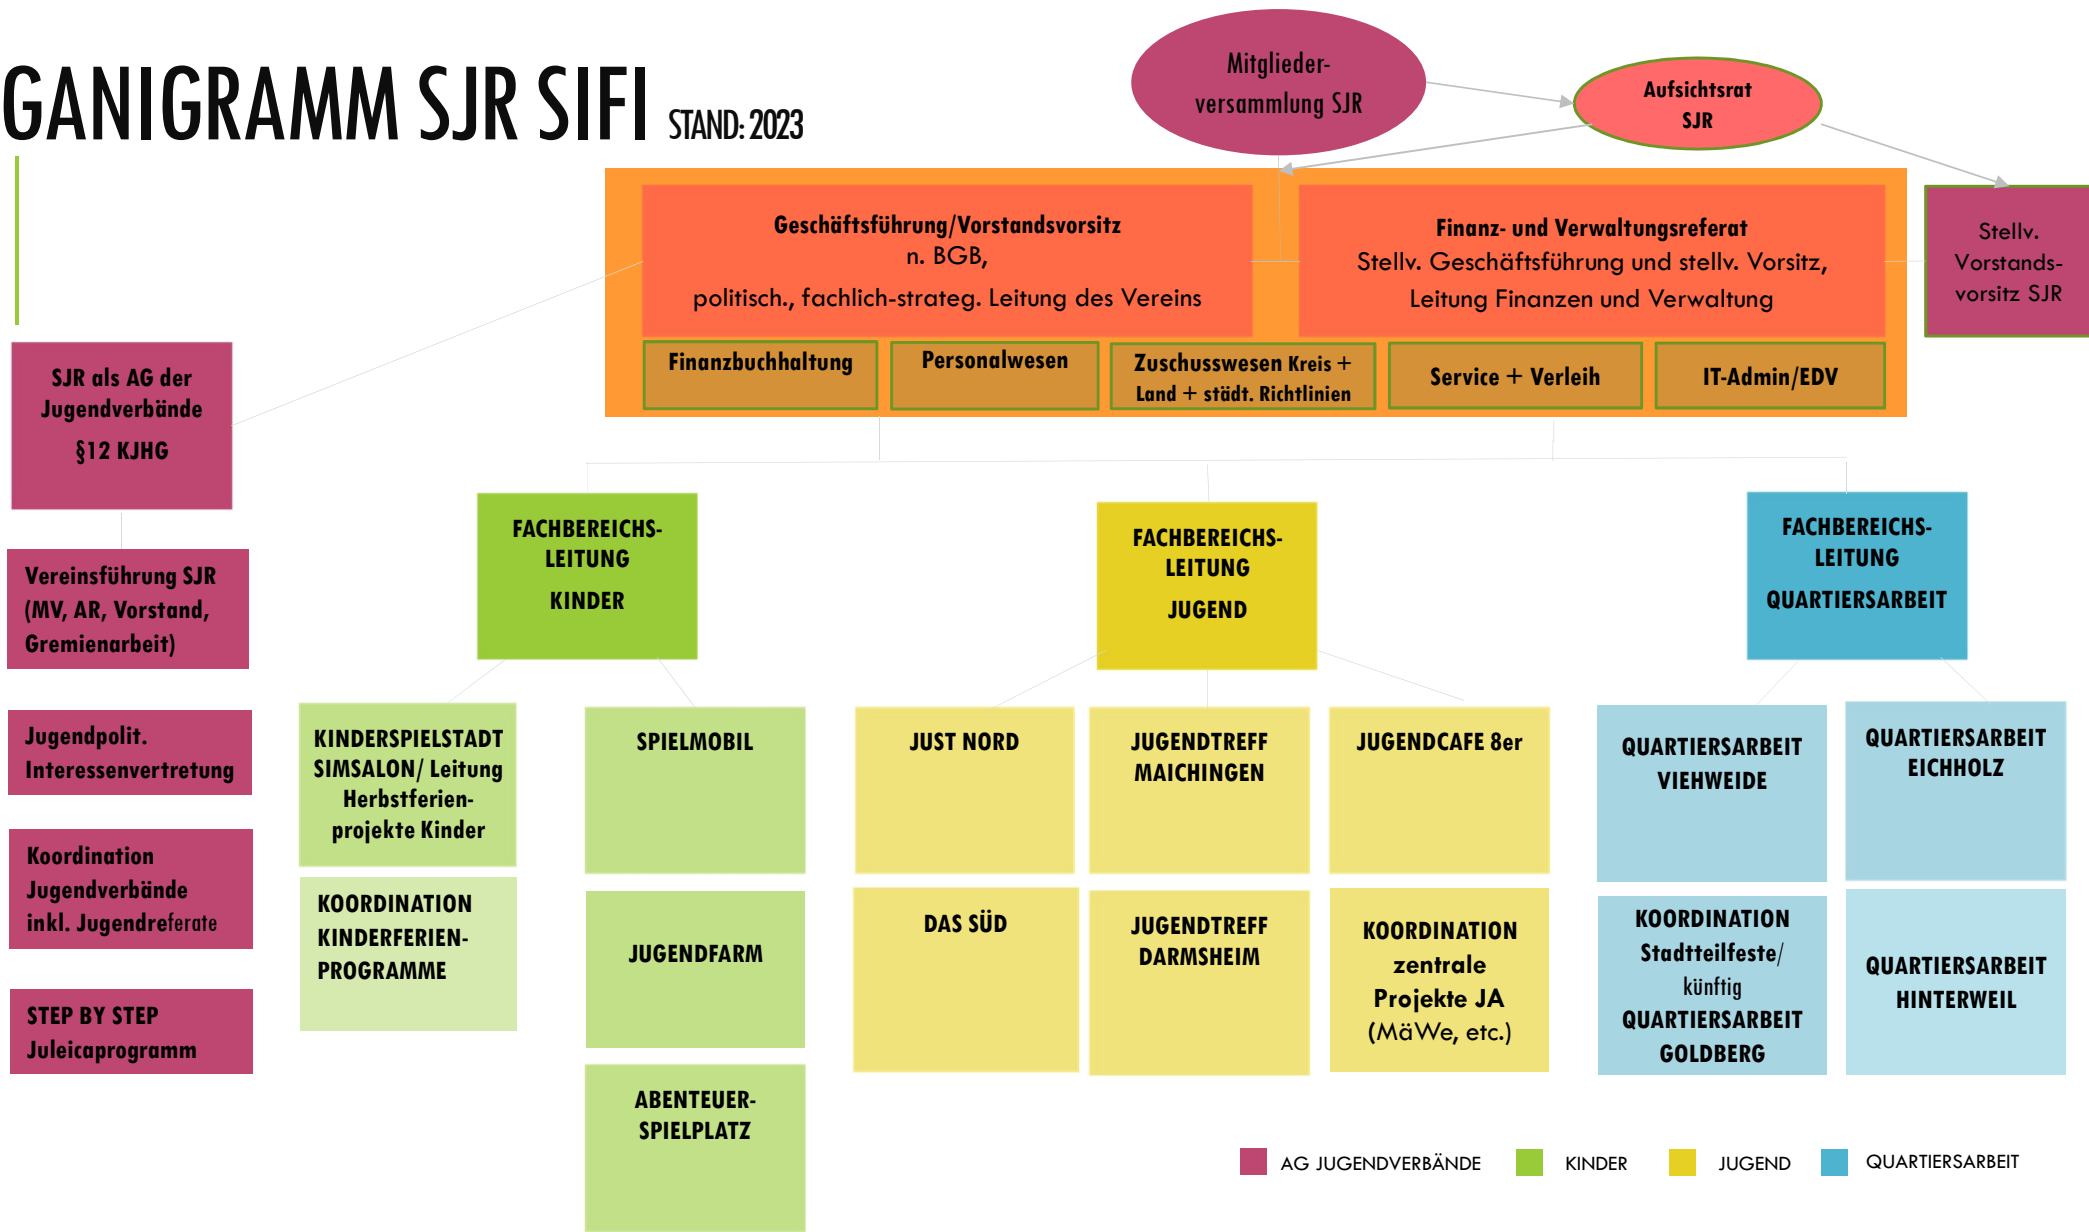 GANIGRAMM SJR SIFI STAND: 2023
Mitglieder-
versammlung SJR
Aufsichtsrat
SJR
Geschäftsführung/Vorstandsvorsitz
n. BGB,
politisch., fachlich-strateg. Leitung des Vereins
Finanz- und Verwaltungsreferat
Stellv. Geschäftsführung und stellv. Vorsitz,
Leitung Finanzen und Verwaltung
Stellv.
Vorstands-
vorsitz SJR
Finanzbuchhaltung
Personalwesen
Zuschusswesen Kreis +
Land + städt. Richtlinien
Service + Verleih
IT-Admin/EDV
SJR als AG der
Jugendverbände
§12 KJHG
Vereinsführung SJR
(MV, AR, Vorstand,
Gremienarbeit)
Jugendpolit.
Interessenvertretung
Koordination
Jugendverbände
inkl. Jugendreferate
STEP BY STEP
Juleicaprogramm
FACHBEREICHS-
LEITUNG
KINDER
KINDERSPIELSTADT
SIMSALON/ Leitung
Herbstferien-
projekte Kinder
KOORDINATION
KINDERFERIEN-
PROGRAMME
SPIELMOBIL
JUGENDFARM
ABENTEUER-
SPIELPLATZ
FACHBEREICHS-
LEITUNG
JUGEND
JUST NORD
JUGENDTREFF
MAICHINGEN
JUGENDCAFE 8er
DAS SÜD
JUGENDTREFF
DARMSHEIM
KOORDINATION
zentrale
Projekte JA
(MäWe, etc.)
FACHBEREICHS-
LEITUNG
QUARTIERSARBEIT
QUARTIERSARBEIT
VIEHWEIDE
QUARTIERSARBEIT
EICHHOLZ
KOORDINATION
Stadtteilfeste/
künftig
QUARTIERSARBEIT
GOLDBERG
QUARTIERSARBEIT
HINTERWEIL
AG JUGENDVERBÄNDE
KINDER
JUGEND
QUARTIERSARBEIT